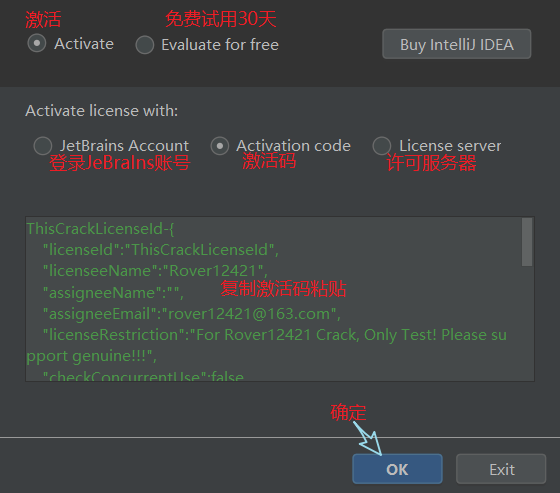 激活
免费试用30天
Activate
Evaluate for free
Buy IntelliJ IDEA
Activate license with:
JetBrains Account
Activation code
License server
登录JeBraIns账号
激活码
许可服务器
ThisCrackLicenseId-{
"licenseId":"ThisCrackLicenseId",
"licenseeName":"Rover12421",
"assigneeName":"",
复制激活码粘贴
"assigneeEmail":"rover12421@163.com",
"licenseRestriction":"For Rover12421 Crack, Only Test! Please su
pport genuine!!!",
"checkConcurrentUse":false
确定
OK
Exit